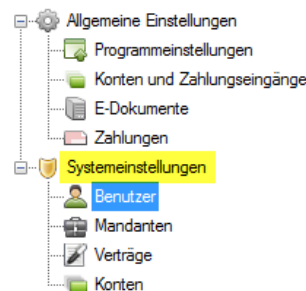 Allgemeine Einstellungen
Programmeinstellungen
Konten und Zahlungseingänge
E-Dokumente
Zahlungen
Systemeinstellungen
Benutzer
Mandanten
Verträge
Konten